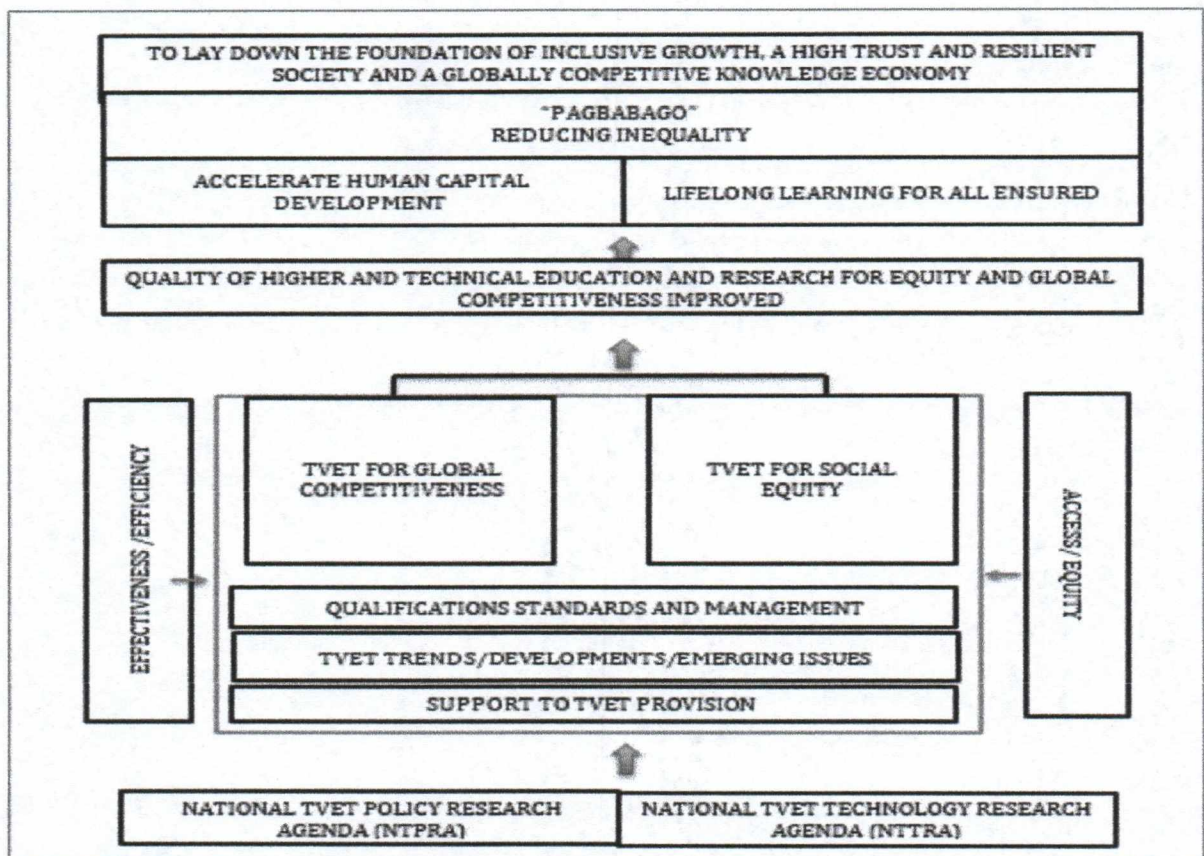 TO LAY DOWN THE FOUNDATION OF INCLUSIVE GROWTH, A HIGH TRUST AND RESILIENT
SOCIETY AND A GLOBALLY COMPETITIVE KNOWLEDGE ECONOMY
"PAGBABAGO"
REDUCING INEQUALITY
ACCELERATE HUMAN CAPITAL
DEVELOPMENT
LIFELONG LEARNING FOR ALL ENSURED
QUALITY OF HIGHER AND TECHNICAL EDUCATION AND RESEARCH FOR EQUITY AND GLOBAL
COMPETITIVENESS IMPROVED
EFFECTIVENESS /EFFICIENCY
TVET FOR GLOBAL
COMPETITIVENESS
TVET FOR SOCIAL
EQUITY
ACCESS/ EQUITY
QUALIFICATIONS STANDARDS AND MANAGEMENT
TVET TRENDS/DEVELOPMENTS/EMERGING ISSUES
SUPPORT TO TVET PROVISION
NATIONAL TVET POLICY RESEARCH
AGENDA (NTPRA)
NATIONAL TVET TECHNOLOGY RESEARCH
AGENDA (NTTRA)